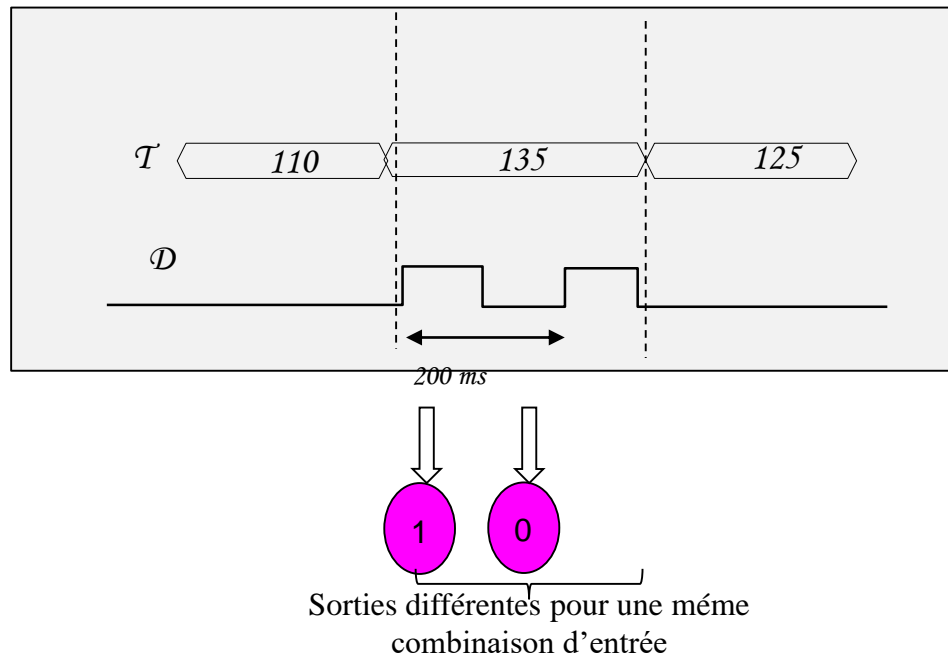 T 110 135 125
D
200 ms
1 0
Sorties différentes pour une méme
combinaison d'entrée